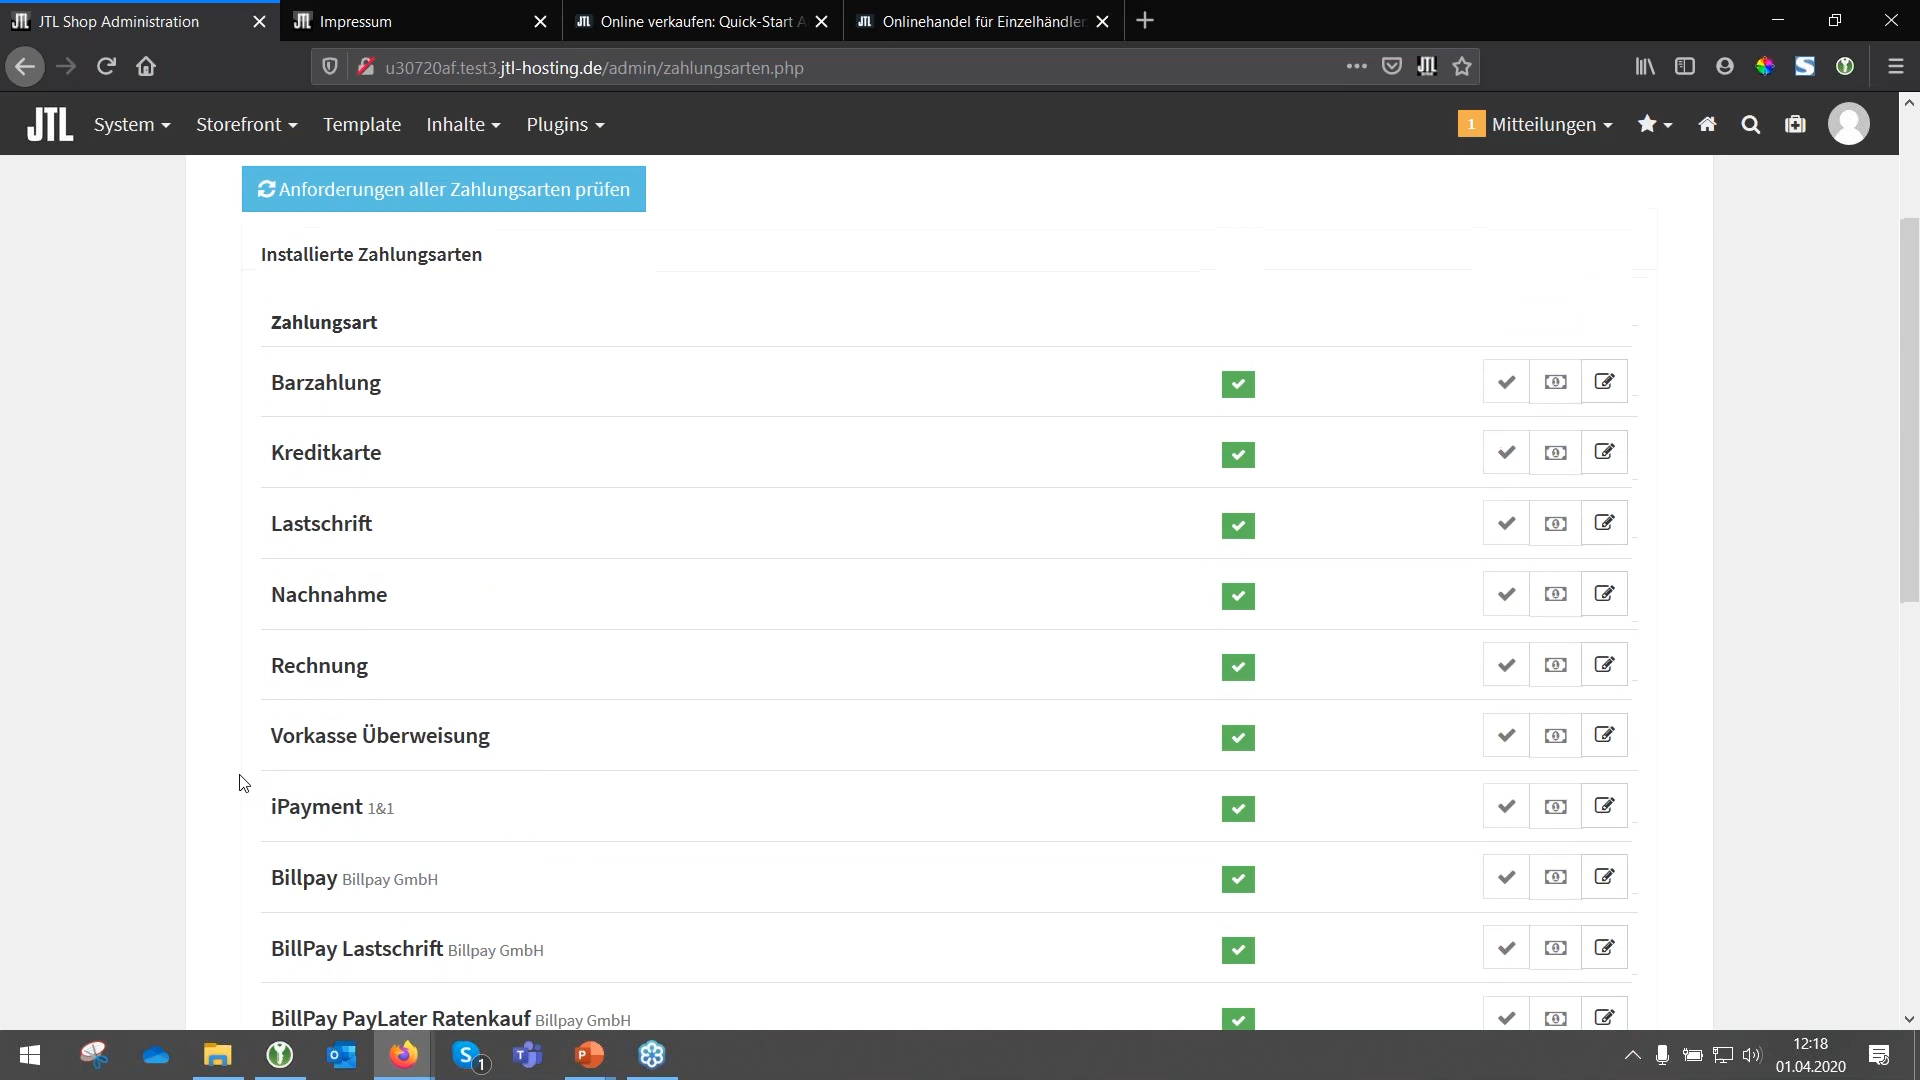 JTL Shop Administration
Impressum
Online verkaufen: Quick-Start A
Onlinehandel für Einzelhändler
u30720af.test3.jtl-hosting.de/admin/zahlungsarten.php
JTL
System
Storefront
Template
Inhalte
Plugins
1
Mitteilungen
Anforderungen aller Zahlungsarten prüfen
Installierte Zahlungsarten
Zahlungsart
Barzahlung
Kreditkarte
Lastschrift
Nachnahme
Rechnung
Vorkasse Überweisung
iPayment 1&1
Billpay Billpay GmbH
BillPay Lastschrift Billpay GmbH
BillPay PayLater Ratenkauf Billpay GmbH
1
12:18
01.04.2020